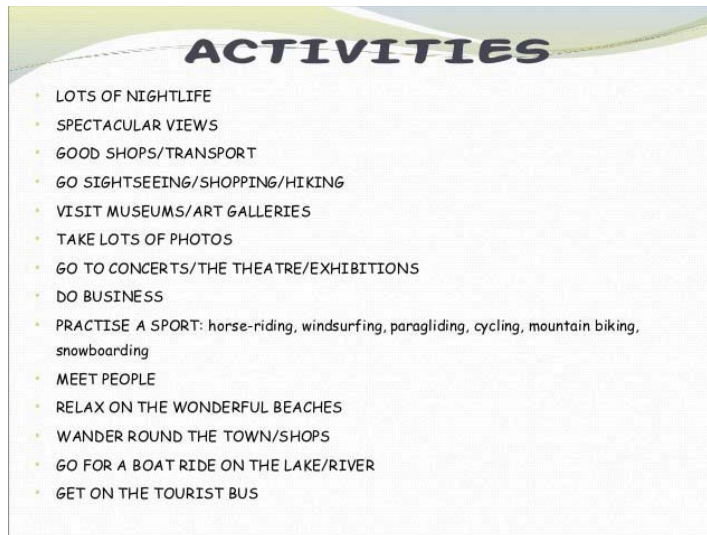 ACTIVITIES
• LOTS OF NIGHTLIFE
• SPECTACULAR VIEWS
• GOOD SHOPS/TRANSPORT
• GO SIGHTSEEING/SHOPPING/HIKING
• VISIT MUSEUMS/ART GALLERIES
• TAKE LOTS OF PHOTOS
• GO TO CONCERTS/THE THEATRE/EXHIBITIONS
• DO BUSINESS
• PRACTISE A SPORT: horse-riding, windsurfing, paragliding, cycling, mountain biking,
snowboarding
• MEET PEOPLE
• RELAX ON THE WONDERFUL BEACHES
• WANDER ROUND THE TOWN/SHOPS
• GO FOR A BOAT RIDE ON THE LAKE/RIVER
• GET ON THE TOURIST BUS